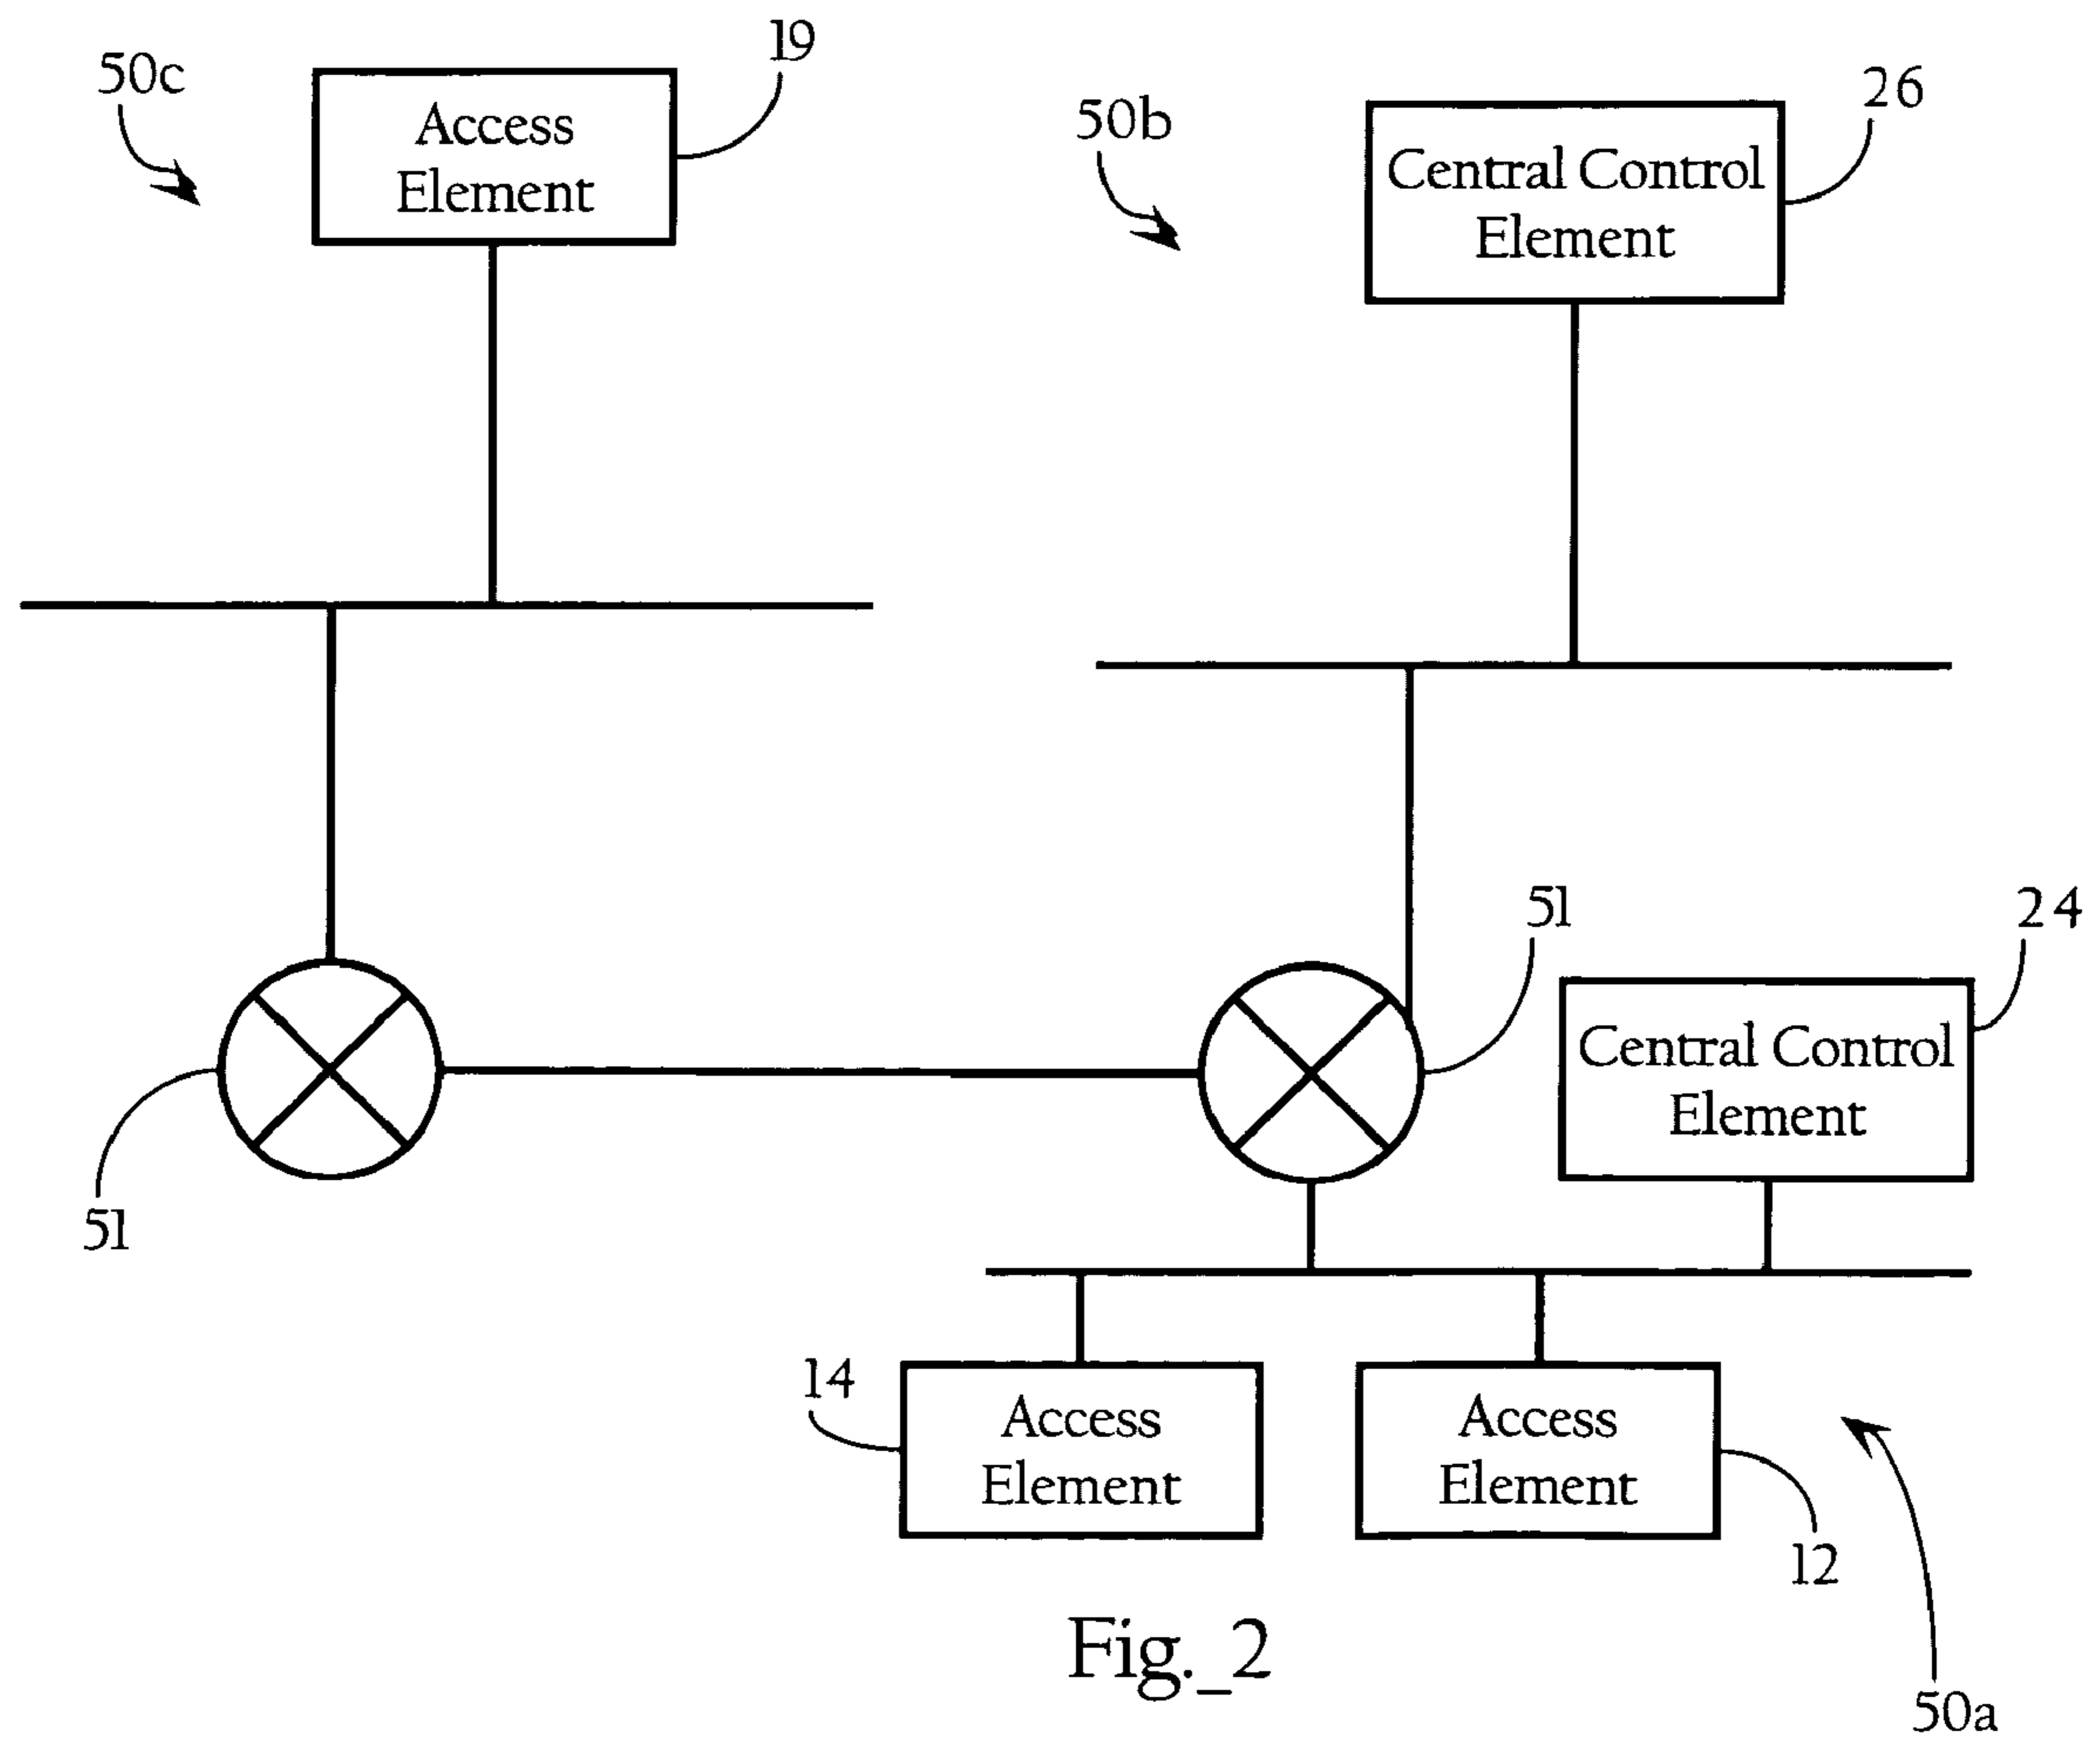 19
50c
Access
Element
26
50b
Central Control
Element
51
24
Central Control
Element
51
14
Access
Element
Access
Element
12
Fig._2
50a